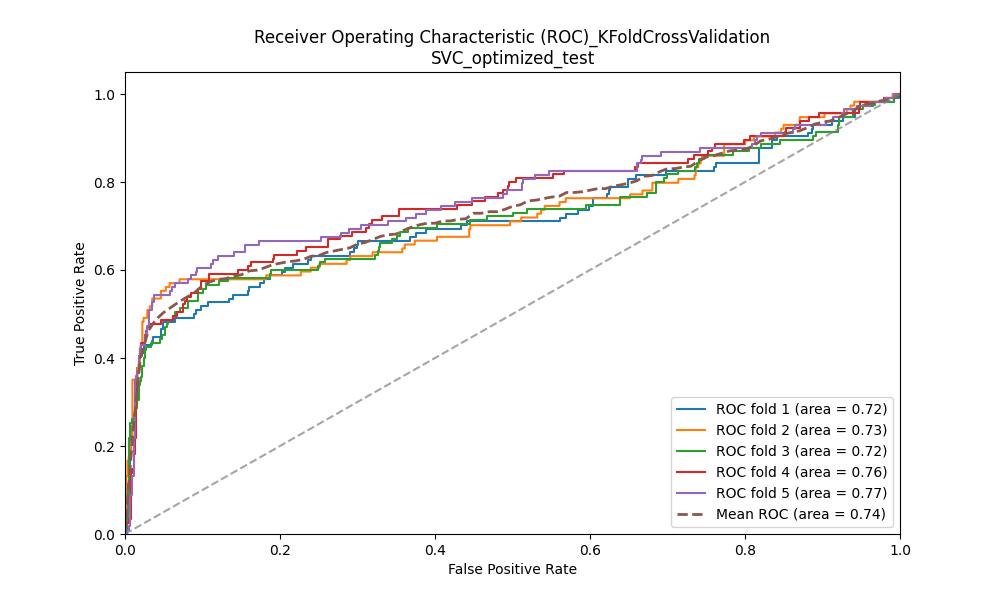 Receiver Operating Characteristic (ROC)_KFoldCrossValidation
SVC_optimized_test
True Positive Rate
1.0
0.8
0.6
0.4
0.2
0.0
0.0 0.2 0.4 0.6 0.8 1.0
False Positive Rate
ROC fold 1 (area = 0.72)
ROC fold 2 (area = 0.73)
ROC fold 3 (area = 0.72)
ROC fold 4 (area = 0.76)
ROC fold 5 (area = 0.77)
Mean ROC (area = 0.74)